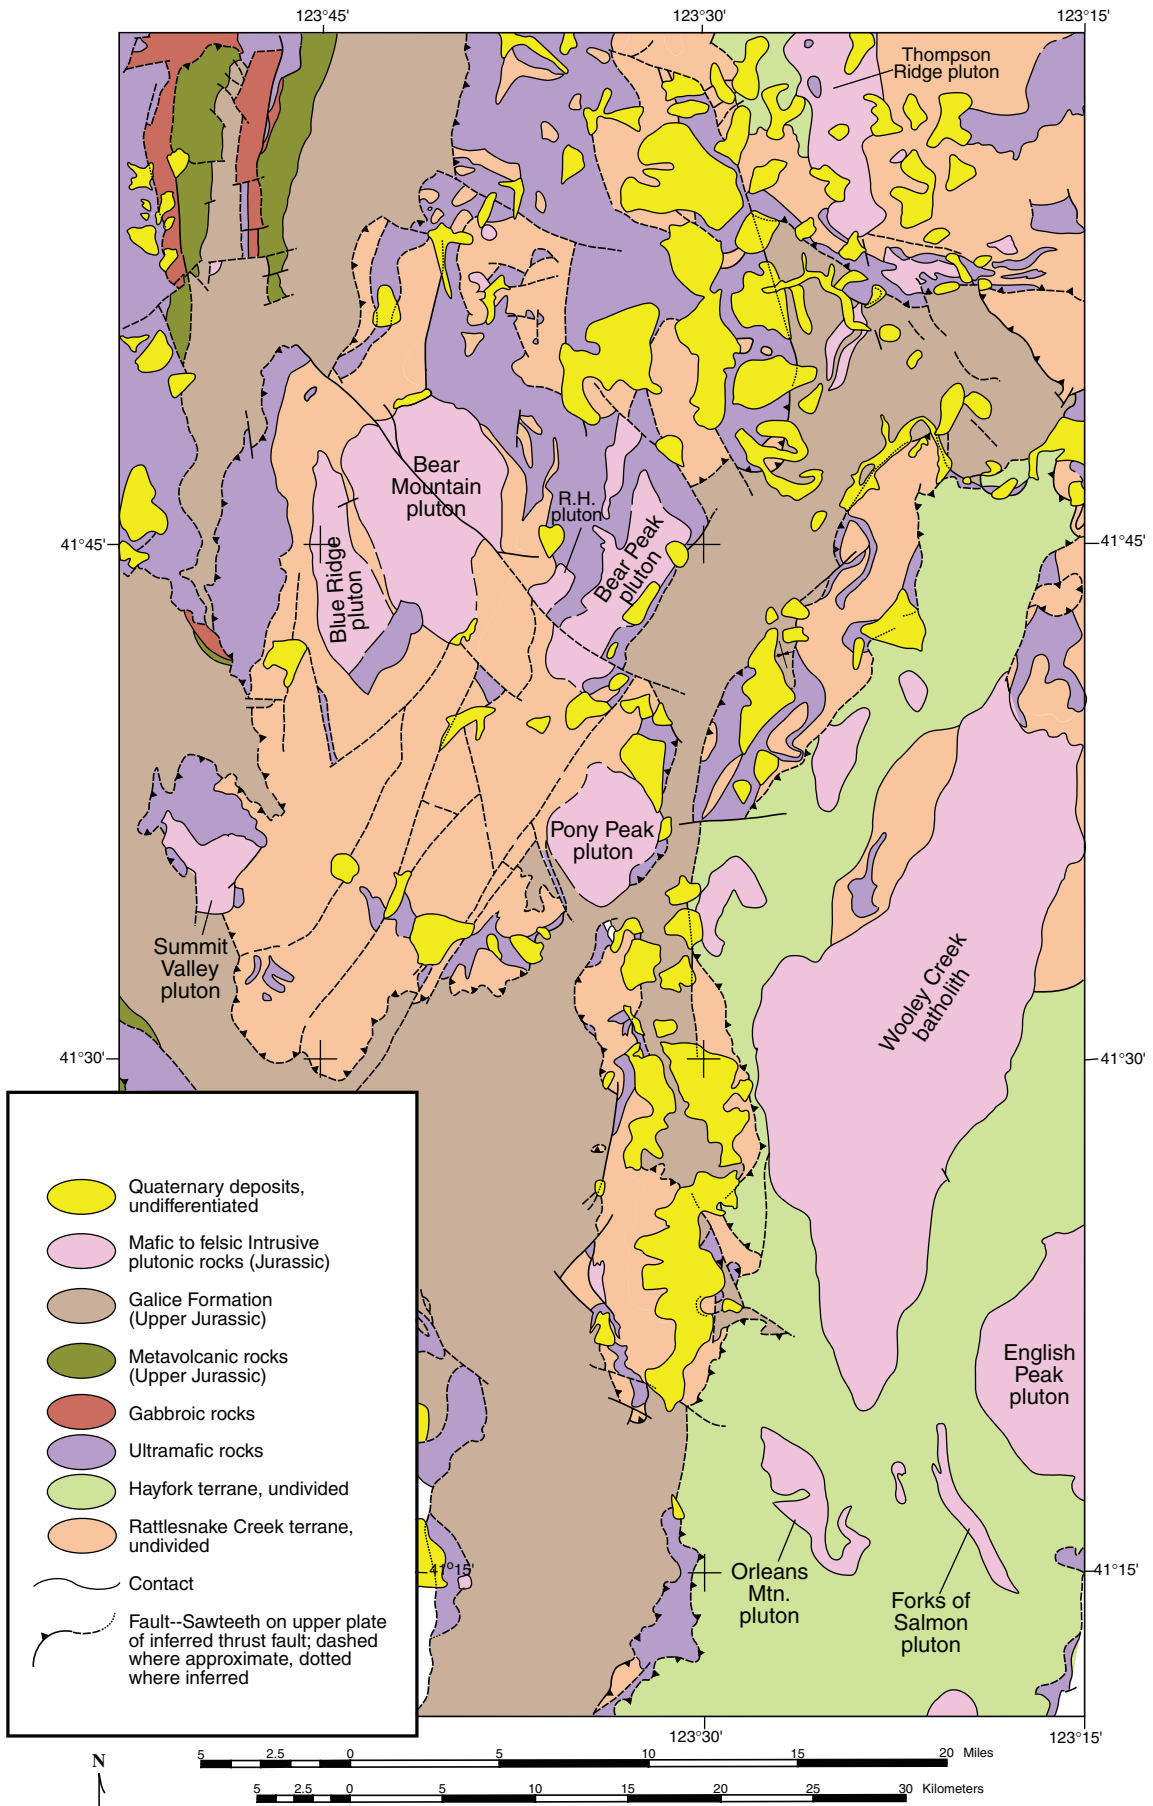 123°45'
123°30'
123°15'
Thompson
Ridge pluton
Bear
Mountain
pluton
R.H.
pluton
Bear Peak
pluton
Blue Ridge
pluton
41°45'
41°45'
Pony Peak
pluton
Summit
Valley
pluton
Wooley Creek
batholith
41°30'
41°30'
English
Peak
pluton
Orleans
Mtn.
pluton
Forks of
Salmon
pluton
41°15'
41°15'
Quaternary deposits,
undifferentiated
Mafic to felsic Intrusive
plutonic rocks (Jurassic)
Galice Formation
(Upper Jurassic)
Metavolcanic rocks
(Upper Jurassic)
Gabbroic rocks
Ultramafic rocks
Hayfork terrane, undivided
Rattlesnake Creek terrane,
undivided
Contact
Fault--Sawteeth on upper plate
of inferred thrust fault; dashed
where approximate, dotted
where inferred
123°30'
123°15'
N
5 2.5 0 5 10 15 20 Miles
5 2.5 0 5 10 15 20 25 30 Kilometers